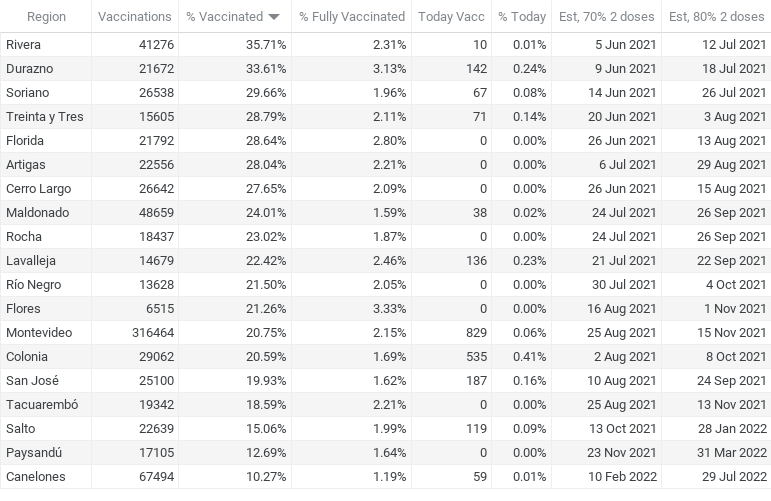 Region Vaccinations % Vaccinated % Fully Vaccinated Today Vacc % Today Est, 70% 2 doses Est, 80% 2 doses
Rivera 41276 35.71% 2.31% 10 0.01% 5 Jun 2021 12 Jul 2021
Durazno 21672 33.61% 3.13% 142 0.24% 9 Jun 2021 18 Jul 2021
Soriano 26538 29.66% 1.96% 67 0.08% 14 Jun 2021 26 Jul 2021
Treinta y Tres 15605 28.79% 2.11% 71 0.14% 20 Jun 2021 3 Aug 2021
Florida 21792 28.64% 2.80% 0 0.00% 26 Jun 2021 13 Aug 2021
Artigas 22556 28.04% 2.21% 0 0.00% 6 Jul 2021 29 Aug 2021
Cerro Largo 26642 27.65% 2.09% 0 0.00% 26 Jun 2021 15 Aug 2021
Maldonado 48659 24.01% 1.59% 38 0.02% 24 Jul 2021 26 Sep 2021
Rocha 18437 23.02% 1.87% 0 0.00% 24 Jul 2021 26 Sep 2021
Lavalleja 14679 22.42% 2.46% 136 0.23% 21 Jul 2021 22 Sep 2021
Río Negro 13628 21.50% 2.05% 0 0.00% 30 Jul 2021 4 Oct 2021
Flores 6515 21.26% 3.33% 0 0.00% 16 Aug 2021 1 Nov 2021
Montevideo 316464 20.75% 2.15% 829 0.06% 25 Aug 2021 15 Nov 2021
Colonia 29062 20.59% 1.69% 535 0.41% 2 Aug 2021 8 Oct 2021
San José 25100 19.93% 1.62% 187 0.16% 10 Aug 2021 24 Sep 2021
Tacuarembó 19342 18.59% 2.21% 0 0.00% 25 Aug 2021 13 Nov 2021
Salto 22639 15.06% 1.99% 119 0.09% 13 Oct 2021 28 Jan 2022
Paysandú 17105 12.69% 1.64% 0 0.00% 23 Nov 2021 31 Mar 2022
Canelones 67494 10.27% 1.19% 59 0.01% 10 Feb 2022 29 Jul 2022